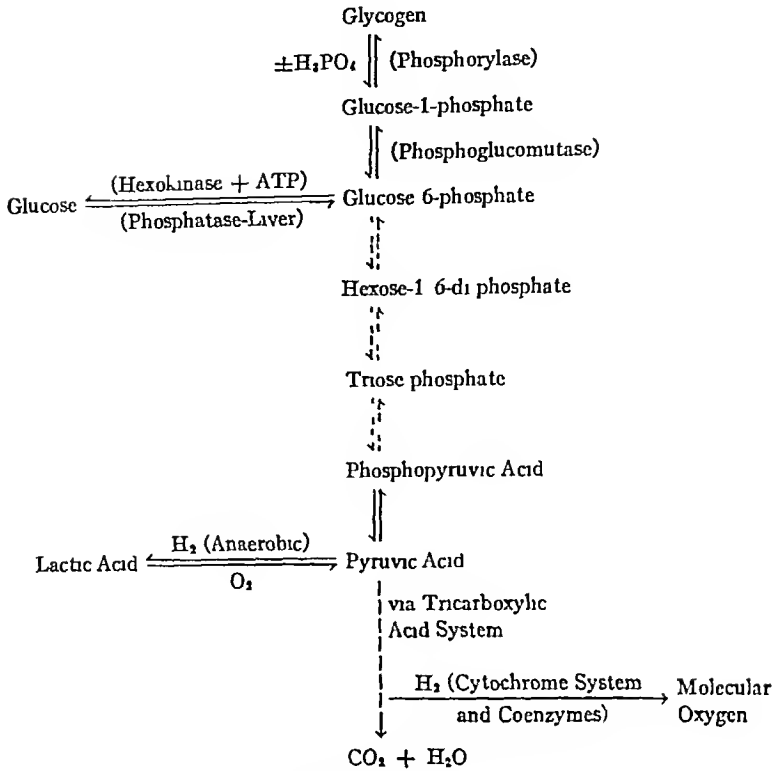 Glycogen
±H₃PO₄ (Phosphorylase)
Glucose-1-phosphate
(Phosphoglucomutase)
(Hexokinase + ATP)
Glucose Glucose 6-phosphate
(Phosphatase-Liver)
Hexose-1 6-di phosphate
Triose phosphate
Phosphopyruvic Acid
H₂ (Anaerobic)
Lactic Acid Pyruvic Acid
O₂
via Tricarboxylic
Acid System
H₂ (Cytochrome System Molecular
and Coenzymes) Oxygen
CO₂ + H₂O